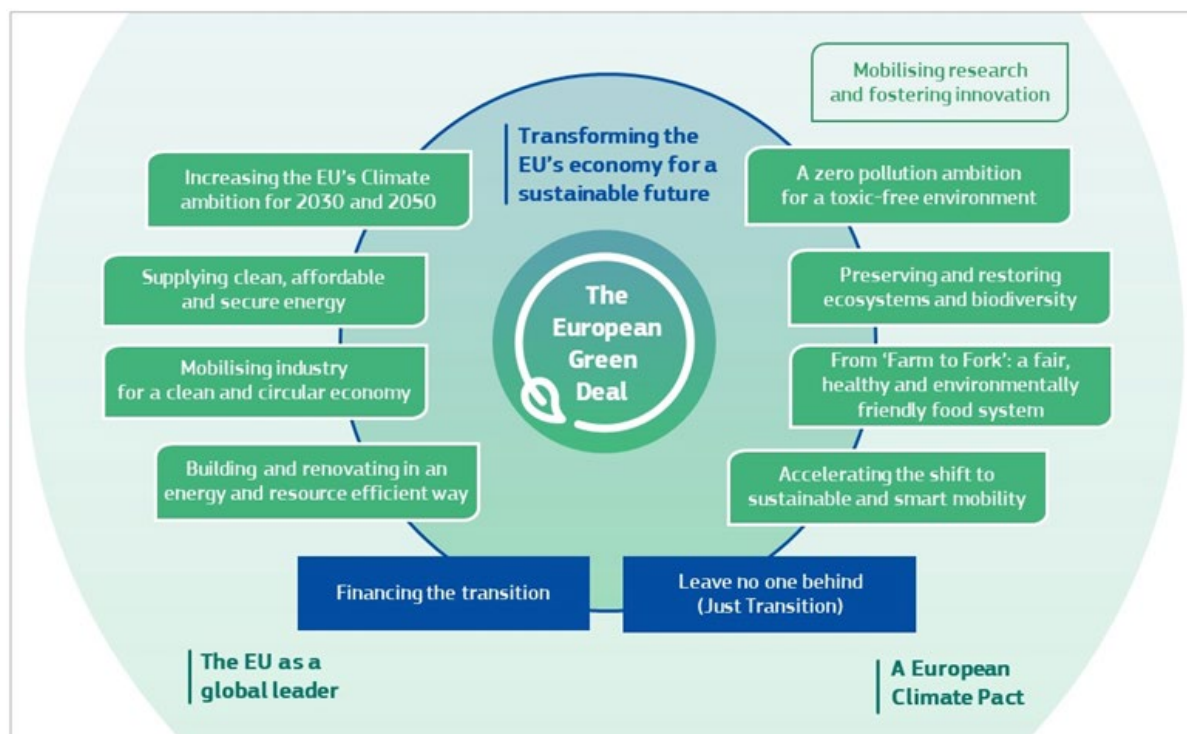 Mobilising research
and fostering innovation
Transforming the
EU's economy for a
sustainable future
Increasing the EU's Climate
ambition for 2030 and 2050
A zero pollution ambition
for a toxic-free environment
Supplying clean, affordable
and secure energy
Preserving and restoring
ecosystems and biodiversity
The
European
Green
Deal
Mobilising industry
for a clean and circular economy
From ‘Farm to Fork’: a fair,
healthy and environmentally
friendly food system
Building and renovating in an
energy and resource efficient way
Accelerating the shift to
sustainable and smart mobility
Financing the transition
Leave no one behind
(Just Transition)
The EU as a
global leader
A European
Climate Pact